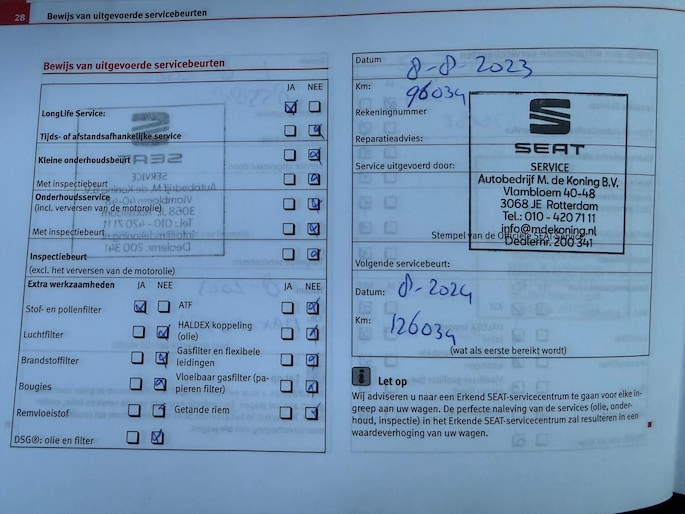 28
Bewijs van uitgevoerde servicebeurten
Bewijs van uitgevoerde servicebeurten
JA NEE
LongLife Service:
Tijds- of afstandsafhankelijke service
Kleine onderhoudsbeurt
Met inspectiebeurt
Onderhoudsservice
(incl. verversen van de motorolie)
Met inspectiebeurt
Inspectiebeurt
(excl. het verversen van de motorolie)
Extra werkzaamheden JA NEE JA NEE
Stof- en pollenfilter ATF
Luchtfilter HALDEX koppeling
(olie)
Brandstoffilter Gasfilter en flexibele
leidingen
Bougies Vloeibaar gasfilter (pa-
pieren filter)
Remvloeistof Getande riem
DSG®: olie en filter
Datum 8-8-2023
Km: 96034
Rekeningnummer
Reparatieadvies:
Service uitgevoerd door:
SEAT
SERVICE
Autobedrijf M. de Koning B.V.
Vlambloem 40-48
3068 JE Rotterdam
Tel.: 010 - 420 71 11
info@mdekoning.nl
Stempel van de Officiële SEAT
Dealernr. 200 341
Volgende servicebeurt:
Datum: 8-2024
Km: 126034
(wat als eerste bereikt wordt)
Let op
Wij adviseren u naar een Erkend SEAT-servicecentrum te gaan voor elke in-
greep aan uw wagen. De perfecte naleving van de services (olie, onder-
houd, inspectie) in het Erkende SEAT-servicecentrum zal resulteren in een
waardeverhoging van uw wagen.